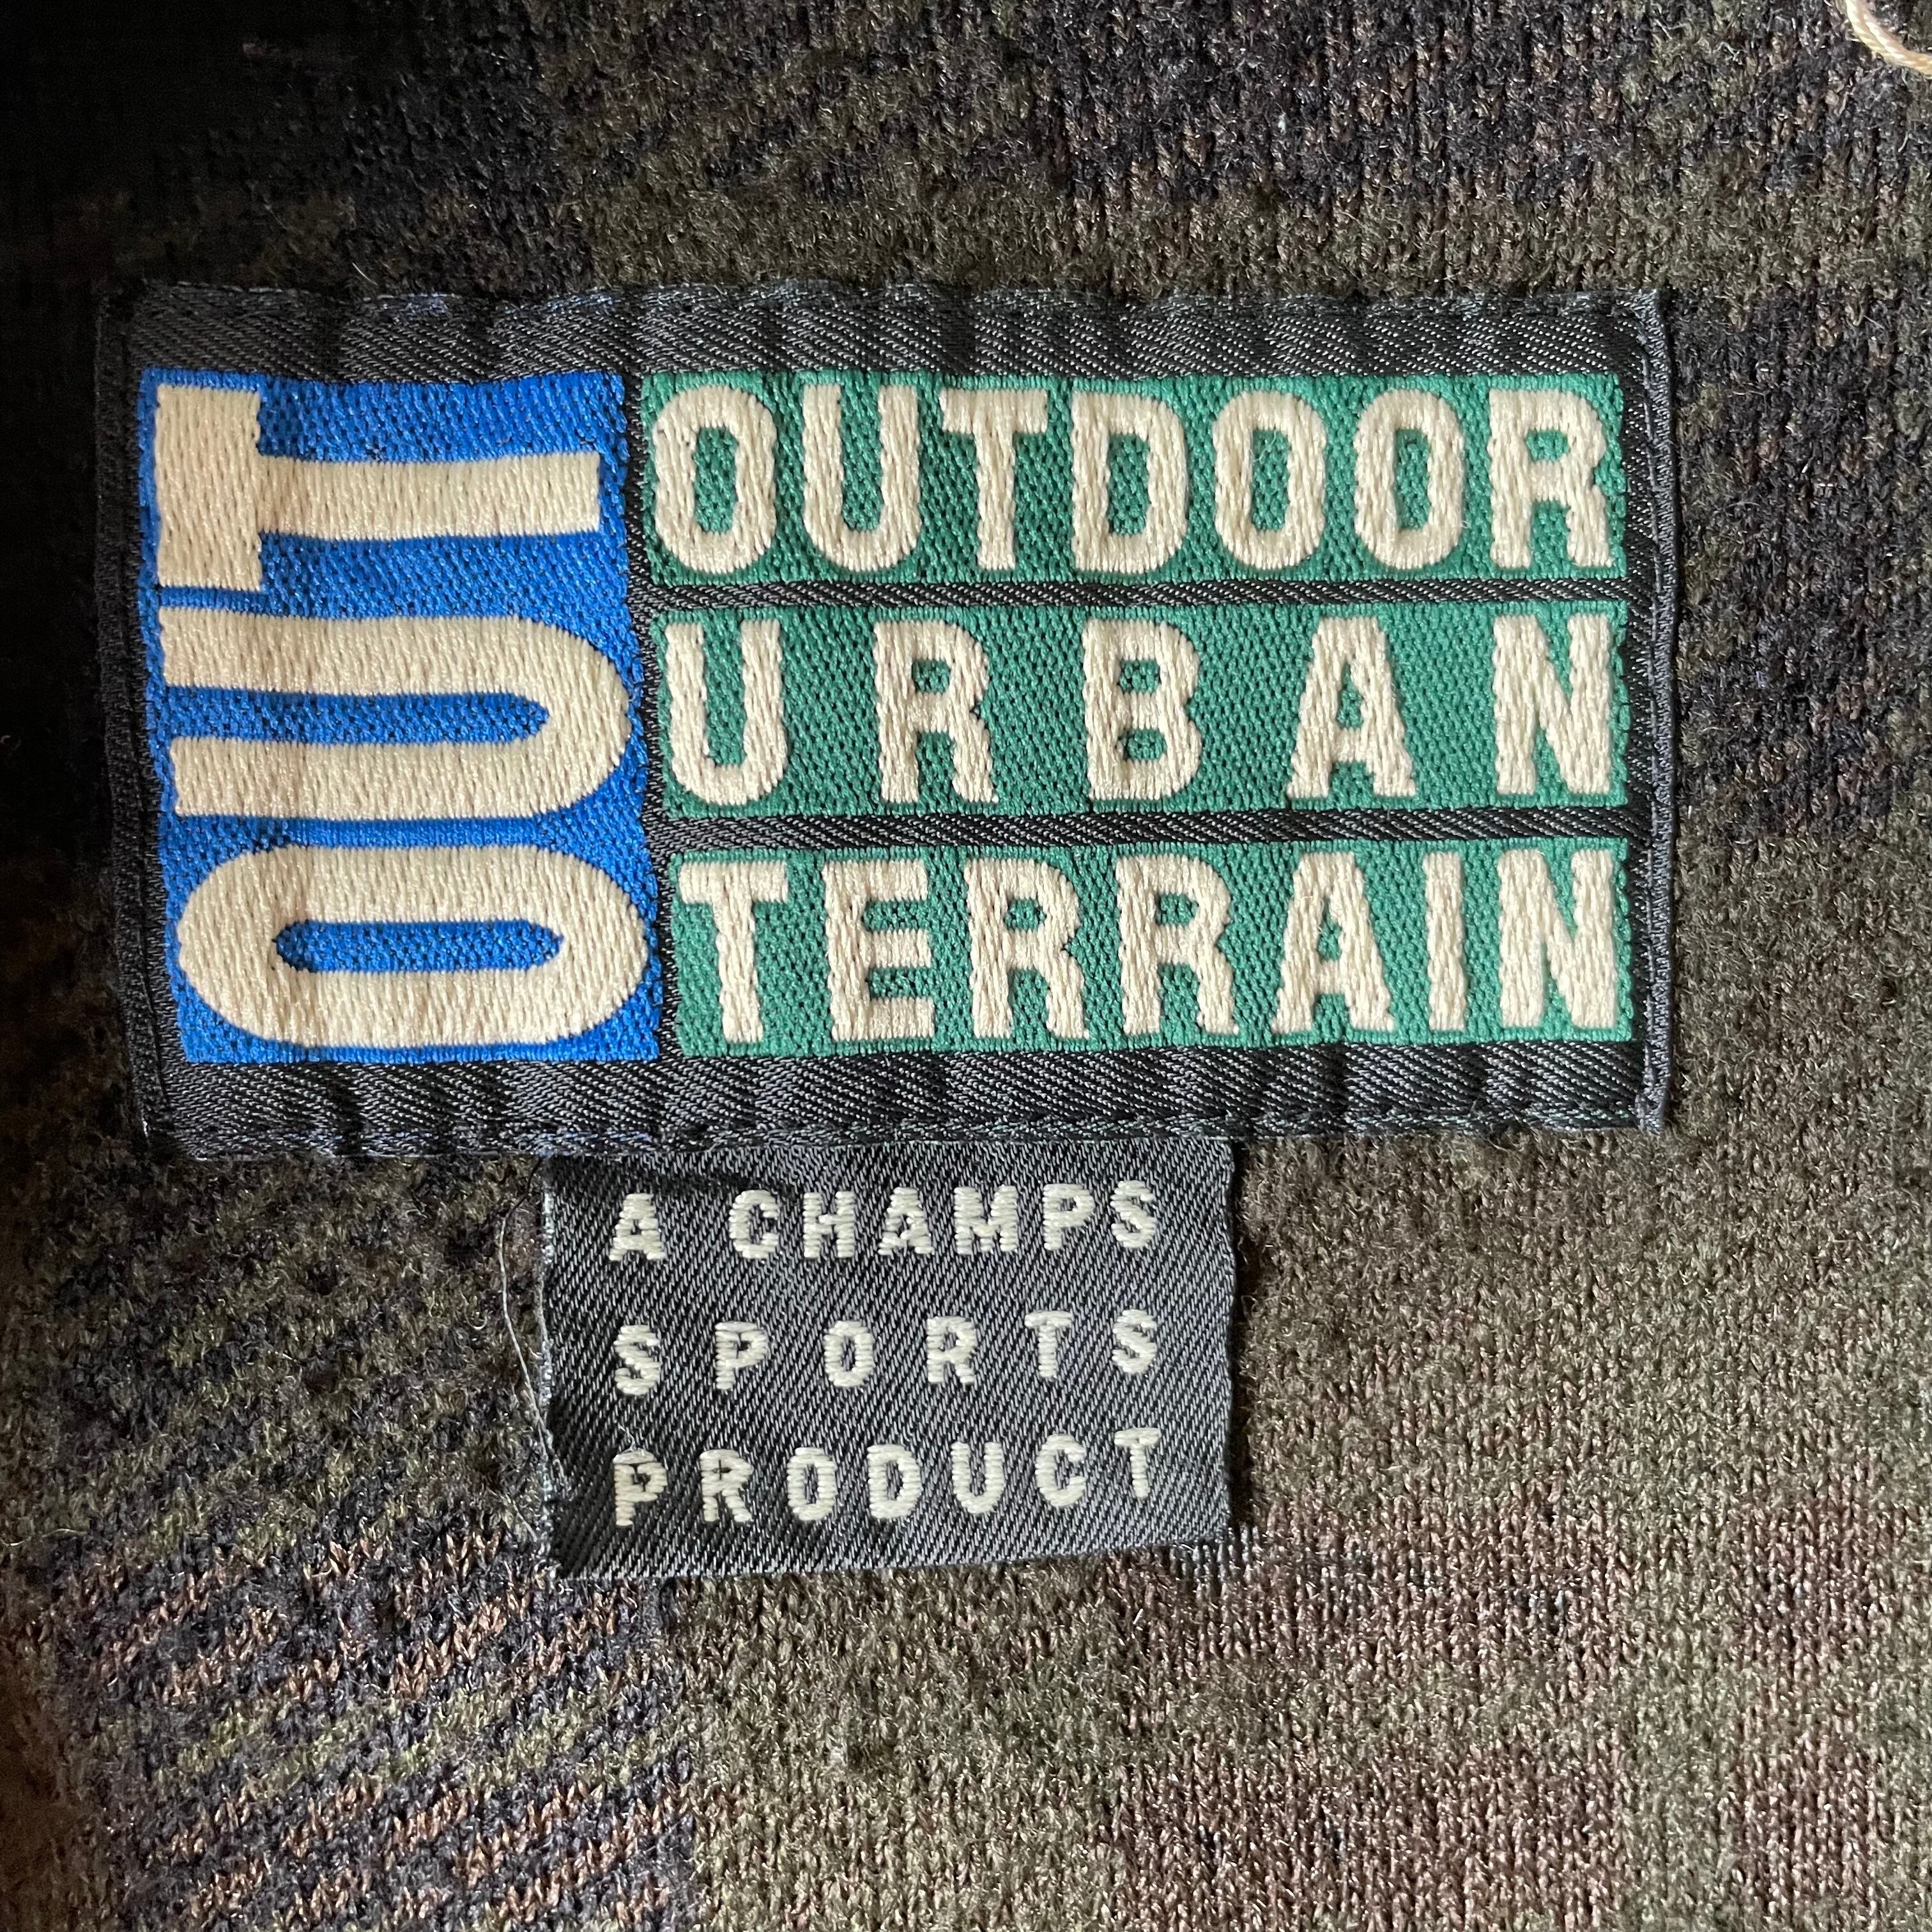 OUT
OUTDOOR
URBAN
TERRAIN
A CHAMPS
SPORTS
PRODUCT